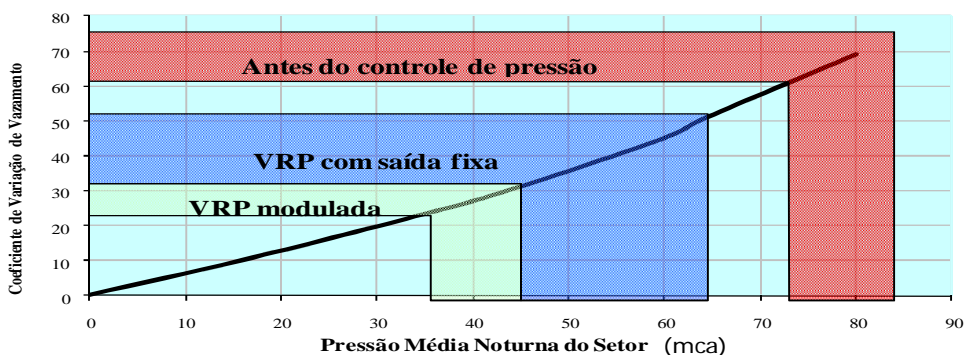 Coeficiente de Variação de Vazamento
80
70
60
50
40
30
20
10
0
Antes do controle de pressão
VRP com saída fixa
VRP modulada
0 10 20 30 40 50 60 70 80 90
Pressão Média Noturna do Setor (mca)